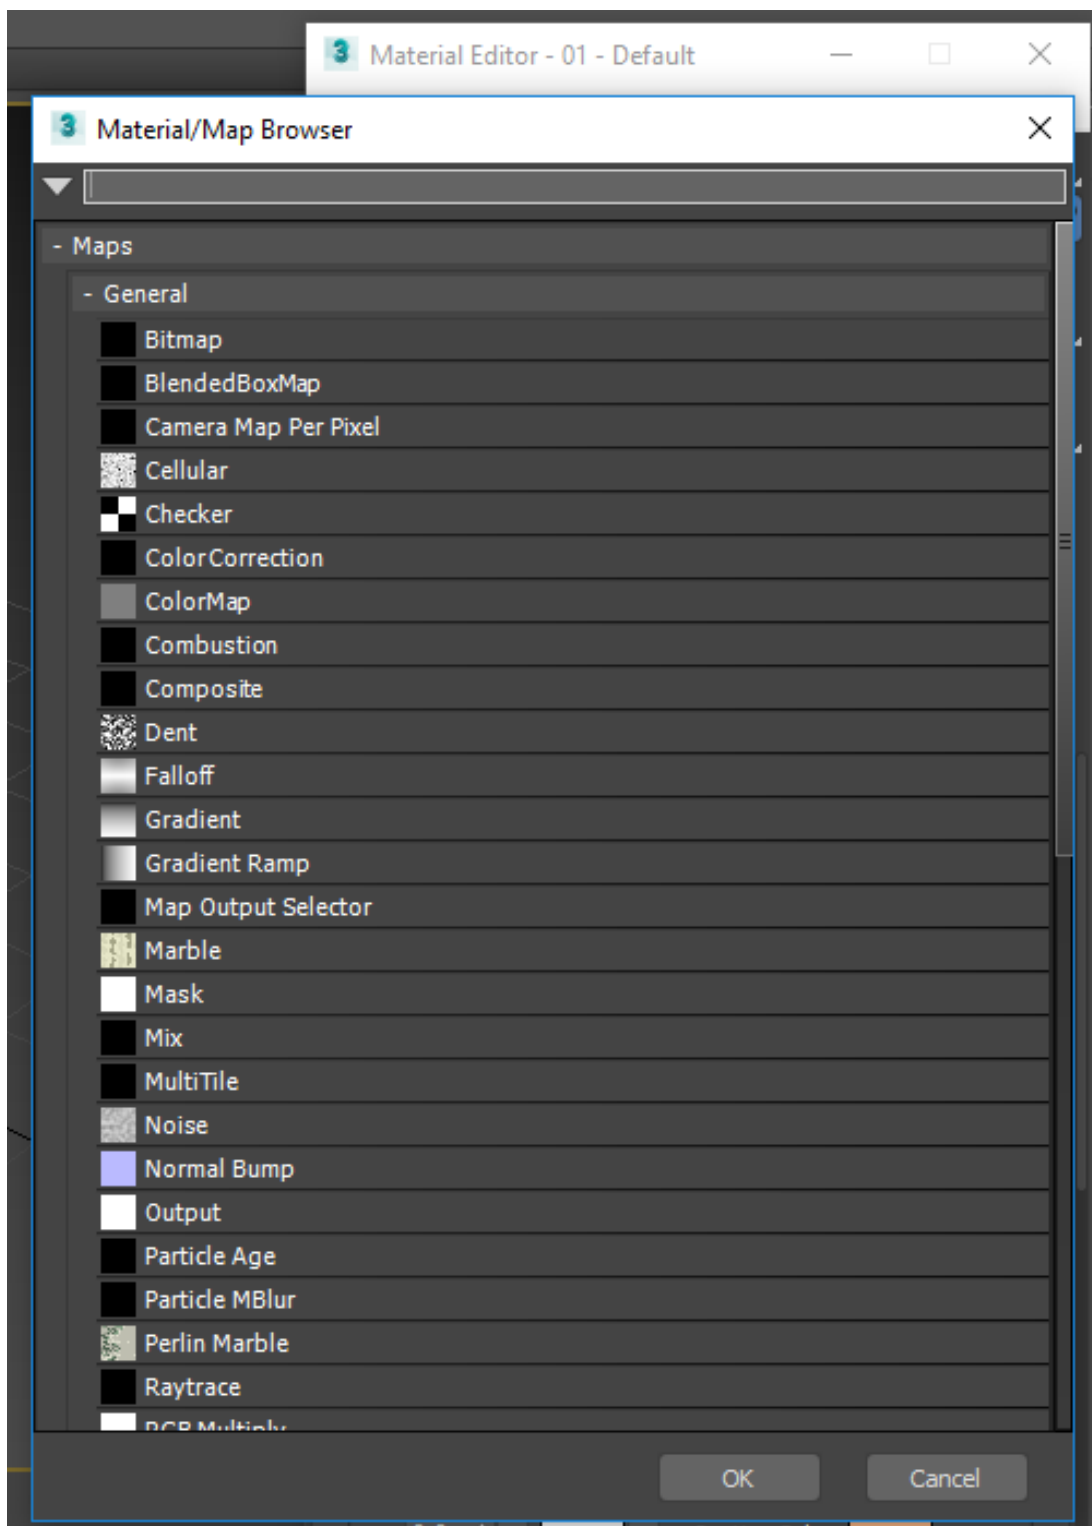 Material Editor - 01 - Default
Material/Map Browser
- Maps
- General
Bitmap
BlendedBoxMap
Camera Map Per Pixel
Cellular
Checker
ColorCorrection
ColorMap
Combustion
Composite
Dent
Falloff
Gradient
Gradient Ramp
Map Output Selector
Marble
Mask
Mix
MultiTile
Noise
Normal Bump
Output
Particle Age
Particle MBlur
Perlin Marble
Raytrace
RGB Multiply
OK
Cancel